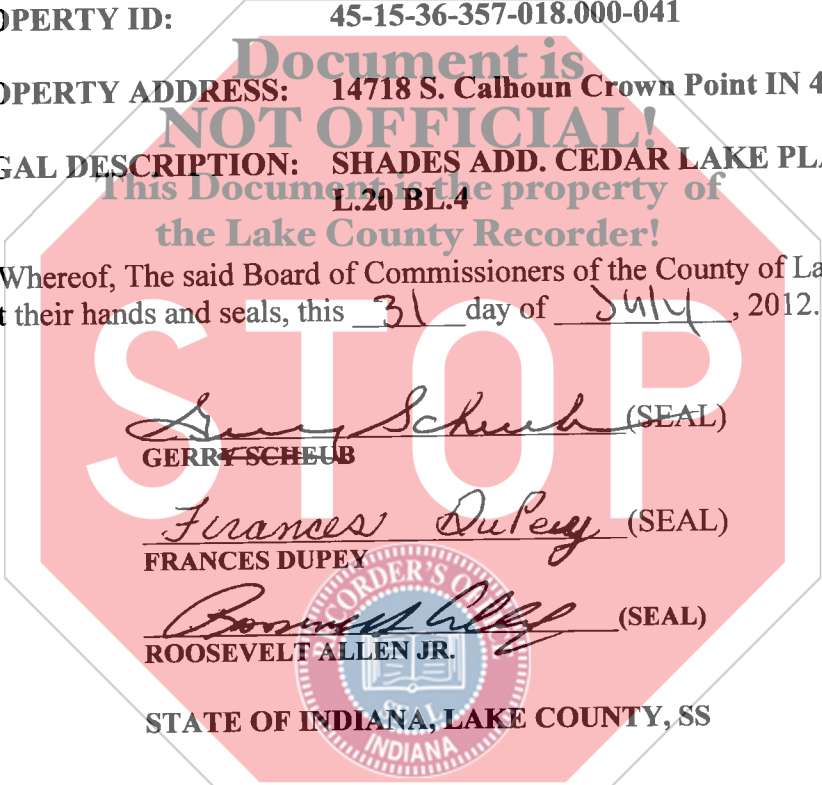 OPERTY ID: 45-15-36-357-018.000-041
Document is
OPERTY ADDRESS: 14718 S. Calhoun Crown Point IN 4
NOT OFFICIAL!
GAL DESCRIPTION: SHADES ADD. CEDAR LAKE PLA
This Document is the property of
L.20 BL.4
the Lake County Recorder!
Whereof, The said Board of Commissioners of the County of La
t their hands and seals, this 31 day of July, 2012.
STOP
Gerry Scheub (SEAL)
GERRY SCHEUB
Frances DuPey (SEAL)
FRANCES DUPEY
RECORDER'S OFFICE
Roosevelt Allen (SEAL)
ROOSEVELT ALLEN JR.
SEAL
STATE OF INDIANA, LAKE COUNTY, SS
INDIANA